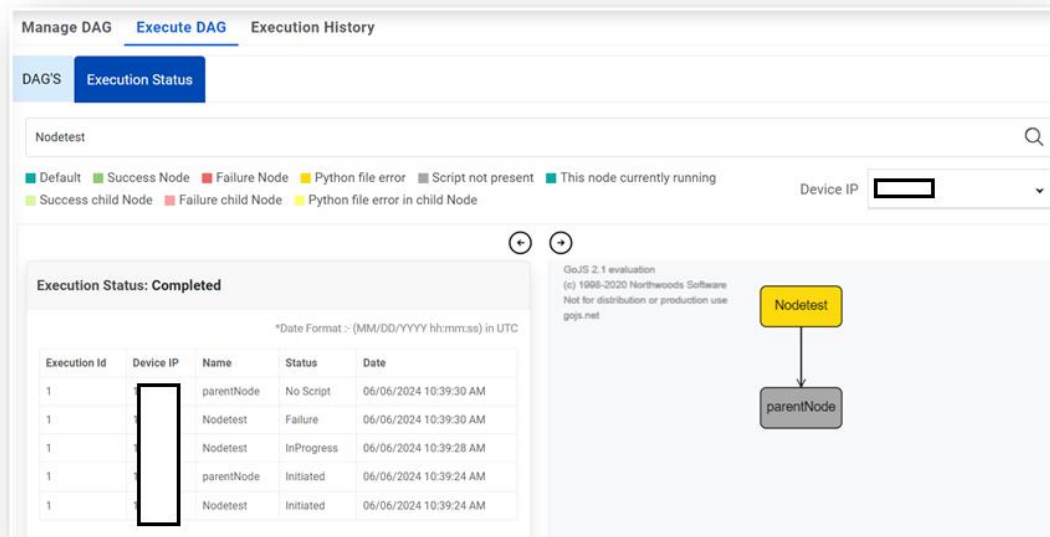 Manage DAG Execute DAG Execution History
DAG'S Execution Status
Nodetest
Default Success Node Failure Node Python file error Script not present This node currently running
Success child Node Failure child Node Python file error in child Node
Device IP
Execution Status: Completed
*Date Format :- (MM/DD/YYYY hh:mm:ss) in UTC
Execution Id Device IP Name Status Date
1 1 parentNode No Script 06/06/2024 10:39:30 AM
1 1 Nodetest Failure 06/06/2024 10:39:30 AM
1 1 Nodetest InProgress 06/06/2024 10:39:28 AM
1 1 parentNode Initiated 06/06/2024 10:39:24 AM
1 1 Nodetest Initiated 06/06/2024 10:39:24 AM
GoJS 2.1 evaluation
(c) 1998-2020 Northwoods Software
Not for distribution or production use
gojs.net
Nodetest
parentNode